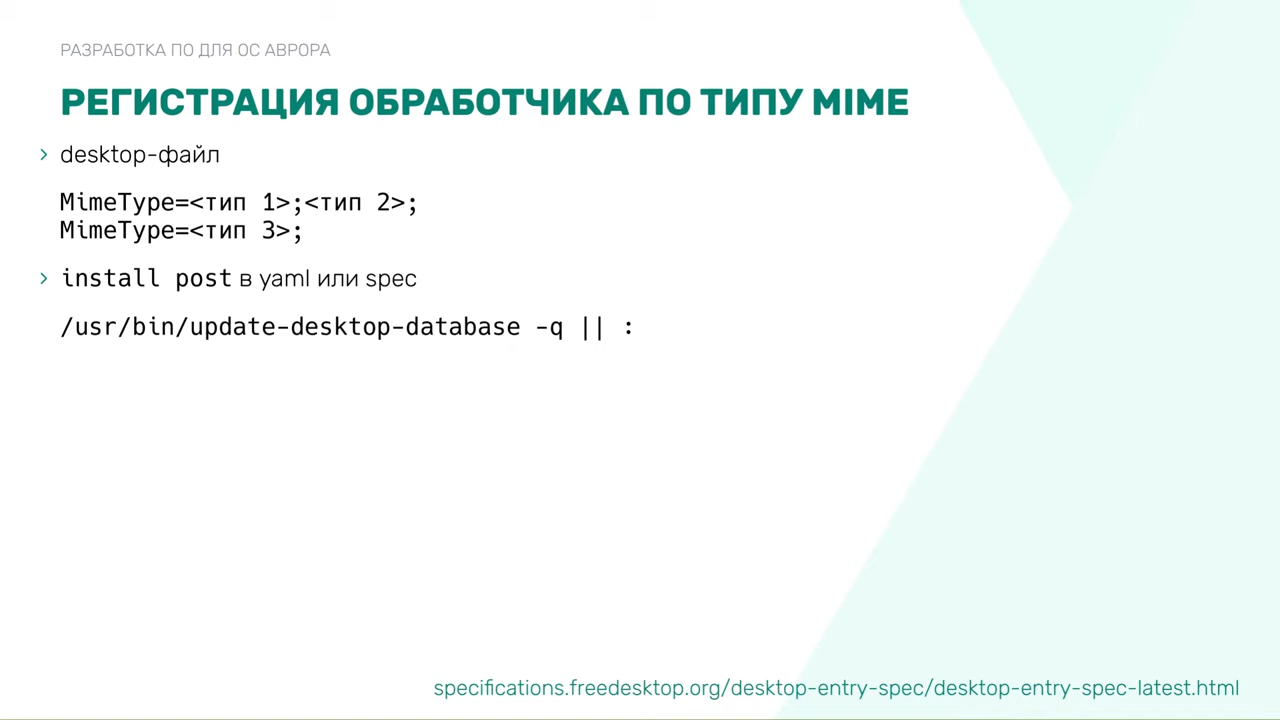 РАЗРАБОТКА ПО ДЛЯ ОС АВРОРА
РЕГИСТРАЦИЯ ОБРАБОТЧИКА ПО ТИПУ MIME
› desktop-файл
MimeType=<тип 1>;<тип 2>;
MimeType=<тип 3>;
› install post в yaml или spec
/usr/bin/update-desktop-database -q || :
specifications.freedesktop.org/desktop-entry-spec/desktop-entry-spec-latest.html